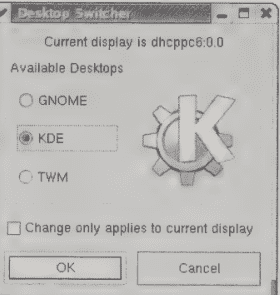 Desktop Switcher
Current display is dhcppc6:0.0
Available Desktops
GNOME
KDE
K
TWM
Change only applies to current display
OK
Cancel